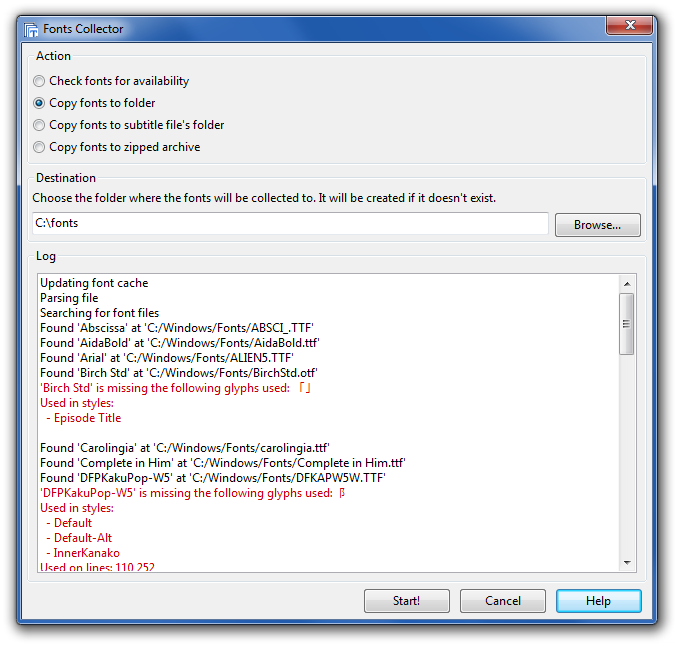 Fonts Collector
Action
Check fonts for availability
Copy fonts to folder
Copy fonts to subtitle file's folder
Copy fonts to zipped archive
Destination
Choose the folder where the fonts will be collected to. It will be created if it doesn't exist.
C:\fonts
Browse...
Log
Updating font cache
Parsing file
Searching for font files
Found 'Abscissa' at 'C:/Windows/Fonts/ABSCI_.TTF'
Found 'AidaBold' at 'C:/Windows/Fonts/AidaBold.ttf'
Found 'Arial' at 'C:/Windows/Fonts/ALIEN5.TTF'
Found 'Birch Std' at 'C:/Windows/Fonts/BirchStd.otf'
'Birch Std' is missing the following glyphs used: 「」
Used in styles:
- Episode Title
Found 'Carolingia' at 'C:/Windows/Fonts/carolingia.ttf'
Found 'Complete in Him' at 'C:/Windows/Fonts/Complete in Him.ttf'
Found 'DFPKakuPop-W5' at 'C:/Windows/Fonts/DFKAPW5W.TTF'
'DFPKakuPop-W5' is missing the following glyphs used:
Used in styles:
- Default
- Default-Alt
- InnerKanako
Used on lines: 110 252
Start!
Cancel
Help